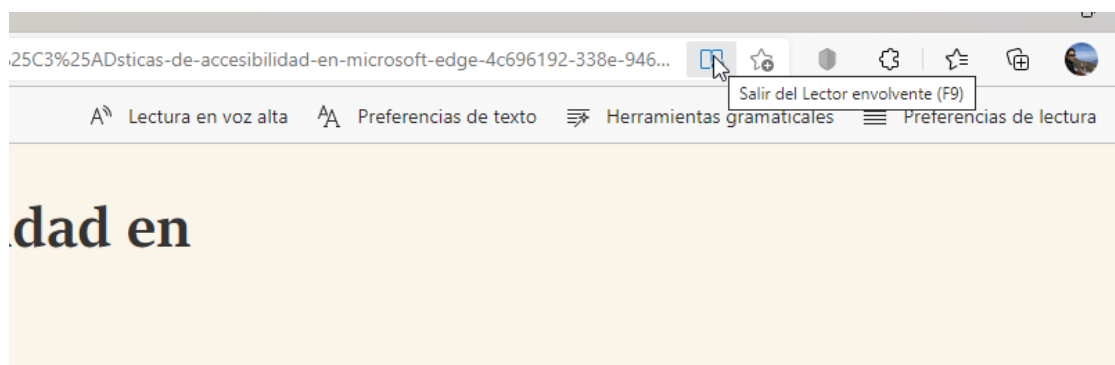 %25C3%25ADsticas-de-accesibilidad-en-microsoft-edge-4c696192-338e-946...
Salir del Lector envolvente (F9)
Lectura en voz alta Preferencias de texto Herramientas gramaticales Preferencias de lectura
dad en